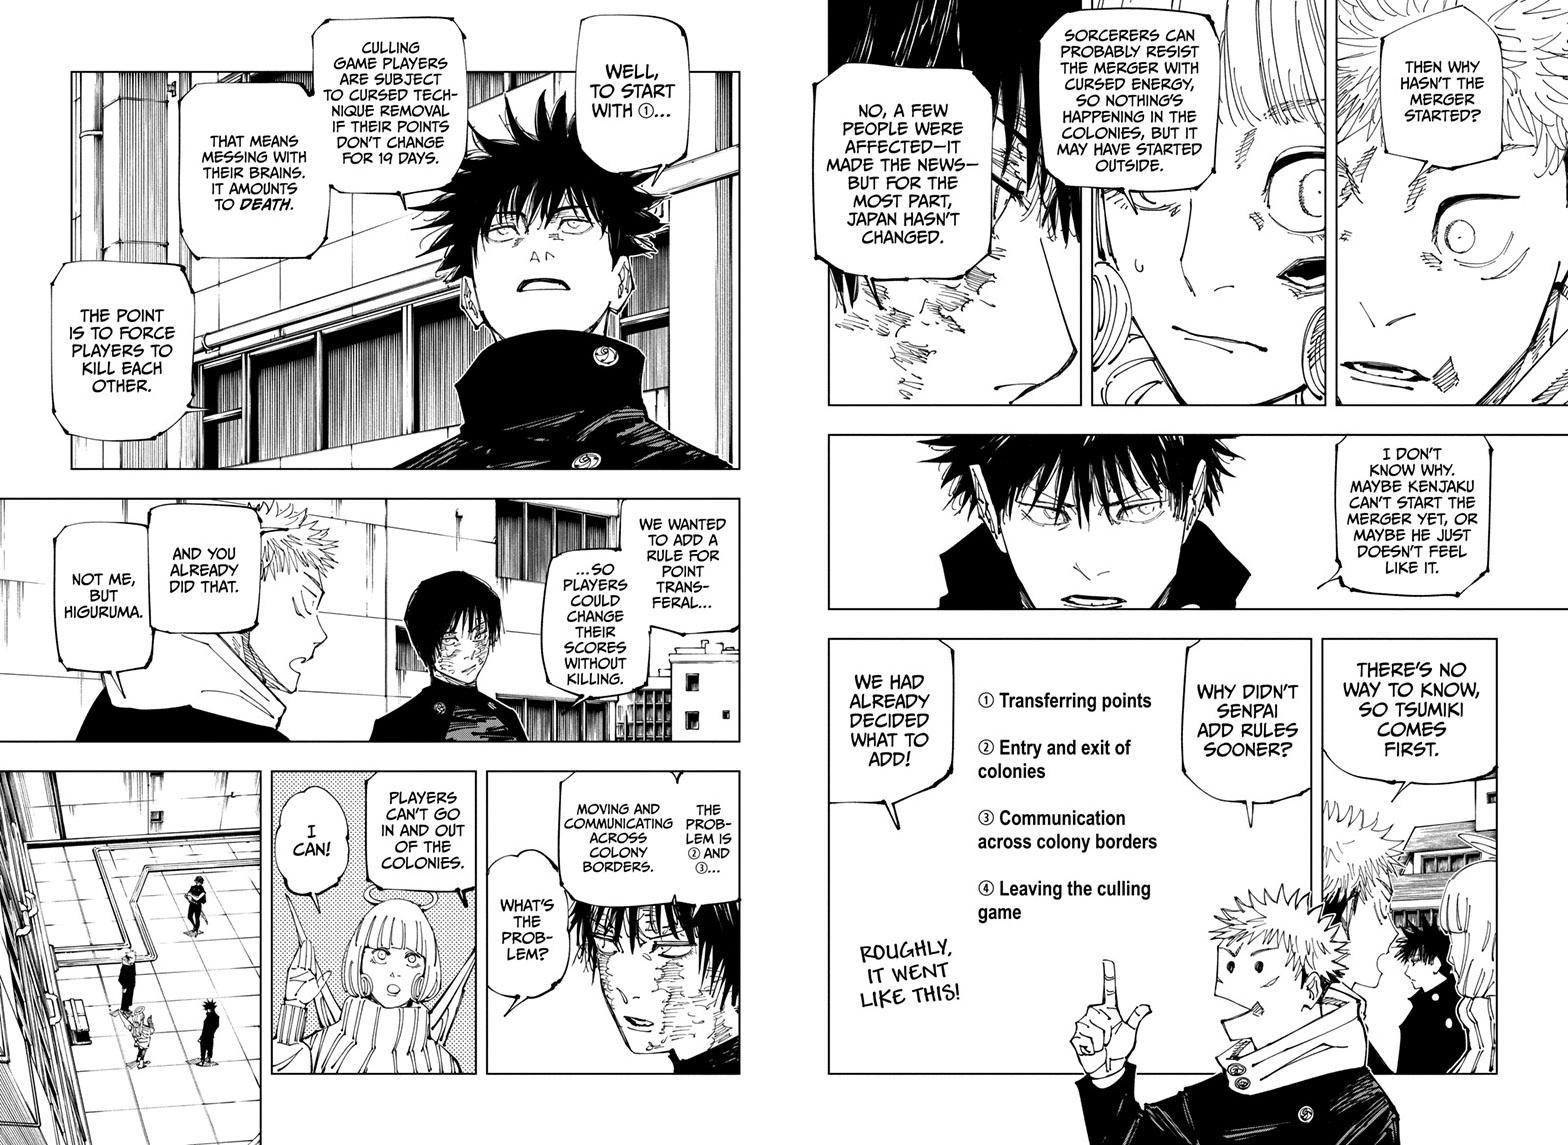 THEN WHY
HASN'T THE
MERGER
STARTED?
SORCERERS CAN
PROBABLY RESIST
THE MERGER WITH
CURSED ENERGY,
SO NOTHING'S
HAPPENING IN THE
COLONIES, BUT IT
MAY HAVE STARTED
OUTSIDE.
NO, A FEW
PEOPLE WERE
AFFECTED—IT
MADE THE NEWS—
BUT FOR THE
MOST PART,
JAPAN HASN'T
CHANGED.
I DON'T
KNOW WHY.
MAYBE KENJAKU
CAN'T START THE
MERGER YET, OR
MAYBE HE JUST
DOESN'T FEEL
LIKE IT.
THERE'S NO
WAY TO KNOW,
SO TSUMIKI
COMES
FIRST.
WHY DIDN'T
SENPAI
ADD RULES
SOONER?
WE HAD
ALREADY
DECIDED
WHAT TO
ADD!
① Transferring points
② Entry and exit of
colonies
③ Communication
across colony borders
④ Leaving the culling
game
ROUGHLY,
IT WENT
LIKE THIS!
WELL,
TO START
WITH ①...
CULLING
GAME PLAYERS
ARE SUBJECT
TO CURSED TECH-
NIQUE REMOVAL
IF THEIR POINTS
DON'T CHANGE
FOR 19 DAYS.
THAT MEANS
MESSING WITH
THEIR BRAINS.
IT AMOUNTS
TO DEATH.
THE POINT
IS TO FORCE
PLAYERS TO
KILL EACH
OTHER.
WE WANTED
TO ADD A
RULE FOR
POINT
TRANS-
FERAL...
...SO
PLAYERS
COULD
CHANGE
THEIR
SCORES
WITHOUT
KILLING.
AND YOU
ALREADY
DID THAT.
NOT ME,
BUT
HIGURUMA.
THE
PROB-
LEM IS
② AND
③...
MOVING AND
COMMUNICATING
ACROSS
COLONY
BORDERS.
WHAT'S
THE
PROB-
LEM?
PLAYERS
CAN'T GO
IN AND OUT
OF THE
COLONIES.
I
CAN!